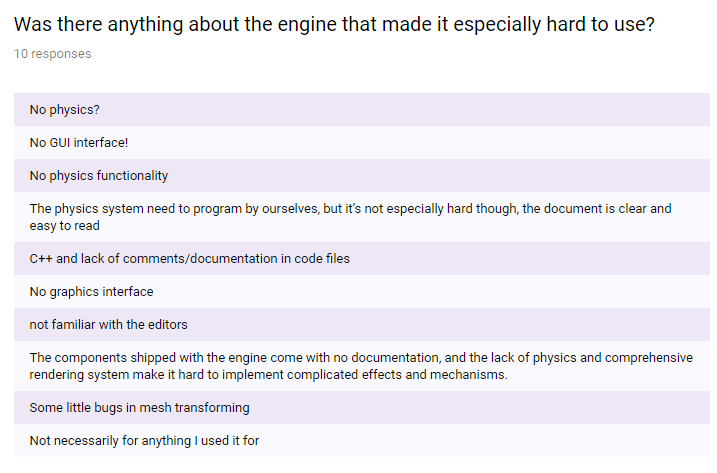 Was there anything about the engine that made it especially hard to use?
10 responses
No physics?
No GUI interface!
No physics functionality
The physics system need to program by ourselves, but it’s not especially hard though, the document is clear and
easy to read
C++ and lack of comments/documentation in code files
No graphics interface
not familiar with the editors
The components shipped with the engine come with no documentation, and the lack of physics and comprehensive
rendering system make it hard to implement complicated effects and mechanisms.
Some little bugs in mesh transforming
Not necessarily for anything I used it for